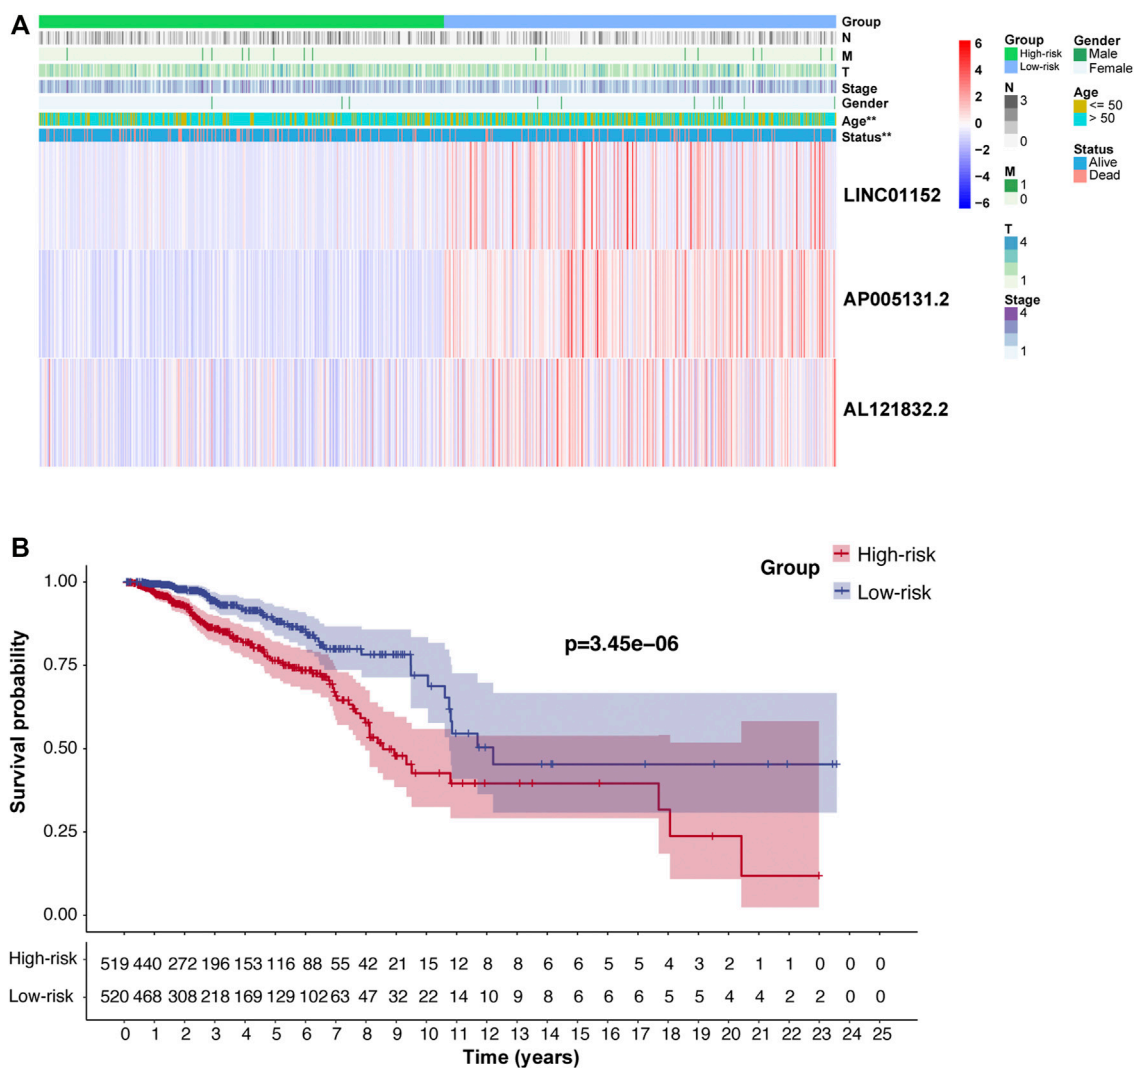 A
Group
N
M
T
Stage
Gender
Age**
Status**
LINC01152
AP005131.2
AL121832.2
6
4
2
0
−2
−4
−6
Group
High-risk
Low-risk
N
3
0
M
1
0
T
4
1
Stage
4
1
Gender
Male
Female
Age
<= 50
> 50
Status
Alive
Dead
B
Group
High-risk
Low-risk
p=3.45e−06
Survival probability
1.00
0.75
0.50
0.25
0.00
High-risk 519 440 272 196 153 116 88 55 42 21 15 12 8 8 6 6 5 5 4 3 2 1 1 0 0 0
Low-risk 520 468 308 218 169 129 102 63 47 32 22 14 10 9 8 6 6 6 5 5 4 4 2 2 0 0
0 1 2 3 4 5 6 7 8 9 10 11 12 13 14 15 16 17 18 19 20 21 22 23 24 25
Time (years)